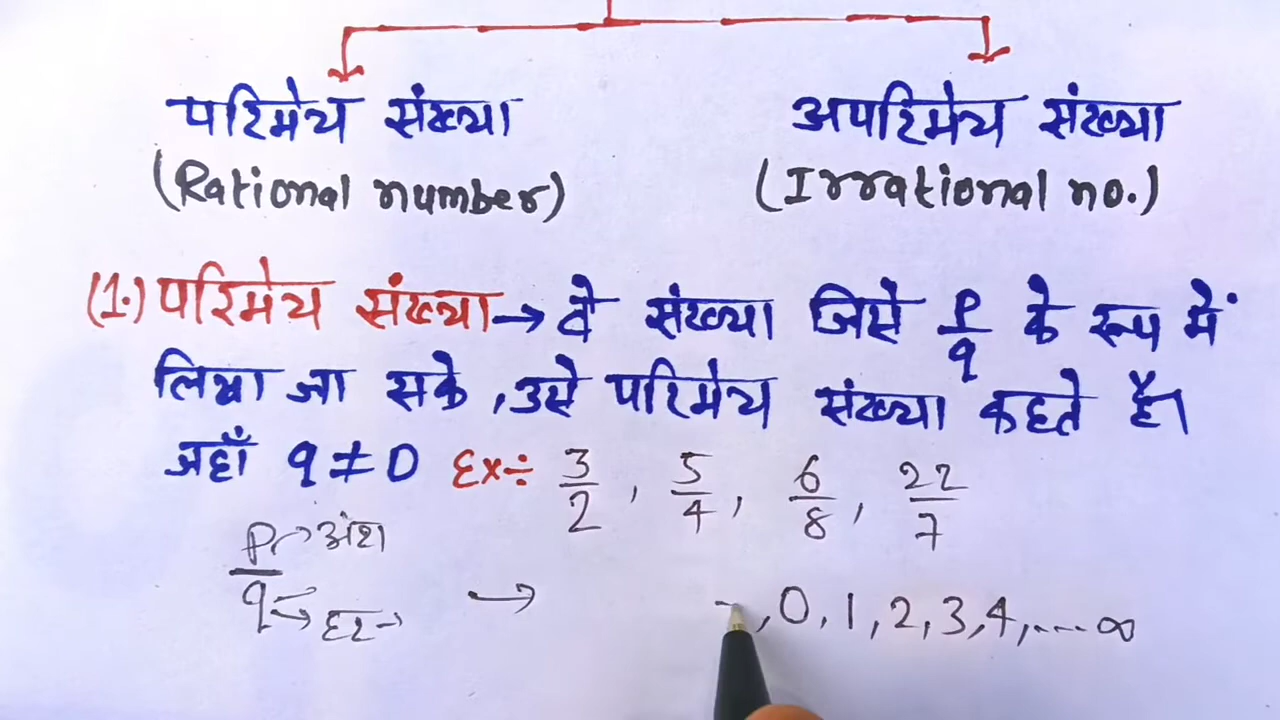 परिमेय संख्या अपरिमेय संख्या
(Rational number) (Irrational no.)
(1.) परिमेय संख्या → वे संख्या जिसे p/q के रूप में
लिखा जा सके, उसे परिमेय संख्या कहते है।
जहाँ q ≠ 0 Ex÷ 3/2, 5/4, 6/8, 22/7
p/q → अंश → हर →
→ -, 0, 1, 2, 3, 4, .... ∞